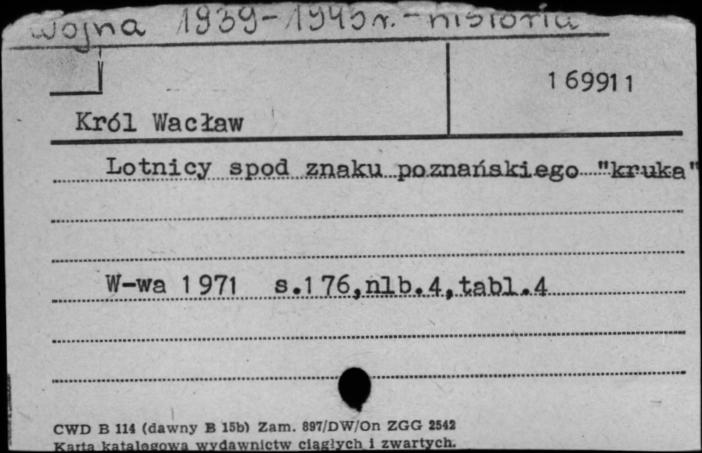 Wojna 1939-1945r.-historia
169911
Król Wacław
Lotnicy spod znaku poznańskiego "kruka"
W-wa 1971 s.176,nlb.4,tabl.4
CWD B 114 (dawny B 15b) Zam. 897/DW/On ZGG 2542
Karta katalogowa wydawnictw ciągłych i zwartych.